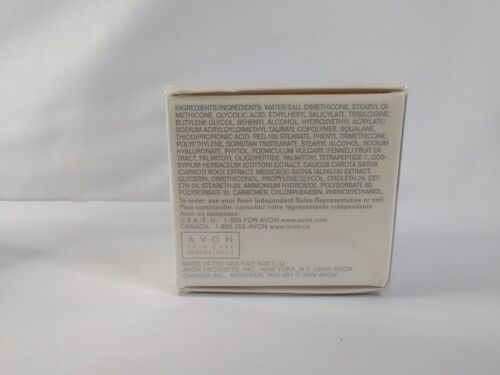 INGREDIENTS/INGRÉDIENTS: WATER/EAU, DIMETHICONE, STEARYL DI-
METHICONE, GLYCOLIC ACID, ETHYLHEXYL SALICYLATE, TRISILOXANE,
BUTYLENE GLYCOL, BEHENYL ALCOHOL, HYDROXYETHYL ACRYLATE/
SODIUM ACRYLOYLDIMETHYL TAURATE COPOLYMER, SQUALANE,
THIODIPROPIONIC ACID, PEG-100 STEARATE, PHENYL TRIMETHICONE,
POLYETHYLENE, SORBITAN TRISTEARATE, STEARYL ALCOHOL, SODIUM
HYALURONATE, PHYTOL, FOENICULUM VULGARE (FENNEL) FRUIT EX-
TRACT, PALMITOYL OLIGOPEPTIDE, PALMITOYL TETRAPEPTIDE-7, GOS-
SYPIUM HERBACEUM (COTTON) EXTRACT, DAUCUS CAROTA SATIVA
(CARROT) ROOT EXTRACT, MEDICAGO SATIVA (ALFALFA) EXTRACT,
GLYCERIN, DIMETHICONOL, PROPYLENE GLYCOL, CHOLETH-24, CET-
ETH-24, STEARETH-20, AMMONIUM HYDROXIDE, POLYSORBATE 60,
POLYSORBATE 20, CARBOMER, CHLORPHENESIN, PHENOXYETHANOL.
To order, see your Avon Independent Sales Representative or call:
Pour commander, consultez votre représentante indépendante
Avon ou composez:
U.S.A./É.-U. 1-800-FOR-AVON www.avon.com
CANADA: 1-800-265-AVON www.avon.ca
AVON
SKIN CARE
LABORATORIES
MADE IN THE USA/FAIT AUX É.-U.
AVON PRODUCTS, INC., NEW YORK, N.Y. 10020 AVON
CANADA INC., MONTRÉAL H9R © AVON